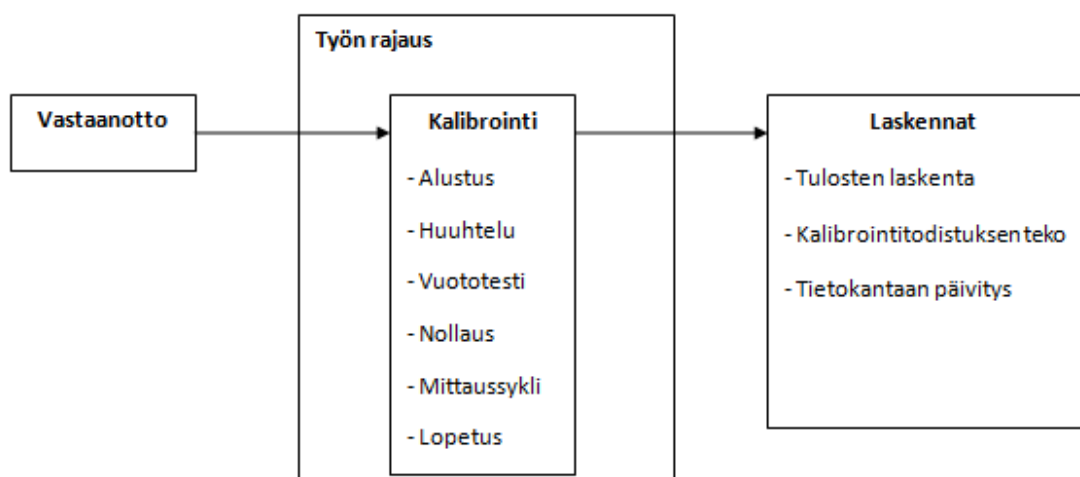 Työn rajaus
Vastaanotto
Kalibrointi
- Alustus
- Huuhtelu
- Vuototesti
- Nollaus
- Mittaussykli
- Lopetus
Laskennat
- Tulosten laskenta
- Kalibrointitodistuksen teko
- Tietokantaan päivitys